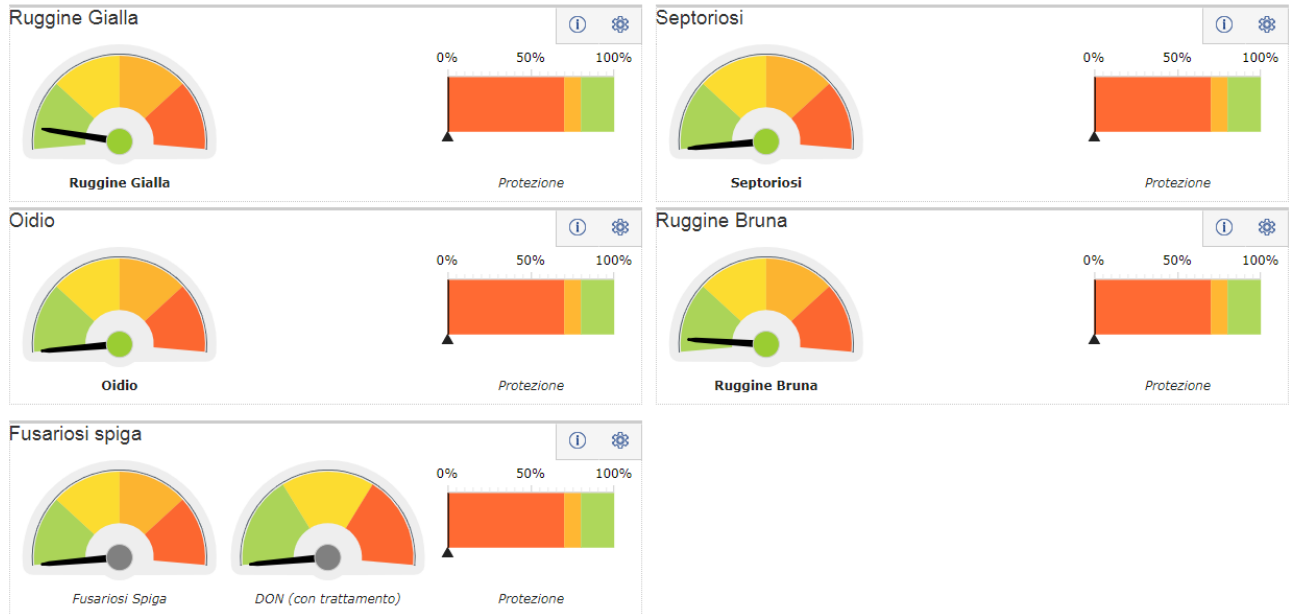 Ruggine Gialla
0% 50% 100%
Ruggine Gialla
Protezione
Septoriosi
0% 50% 100%
Septoriosi
Protezione
Oidio
0% 50% 100%
Oidio
Protezione
Ruggine Bruna
0% 50% 100%
Ruggine Bruna
Protezione
Fusariosi spiga
0% 50% 100%
Fusariosi Spiga
DON (con trattamento)
Protezione